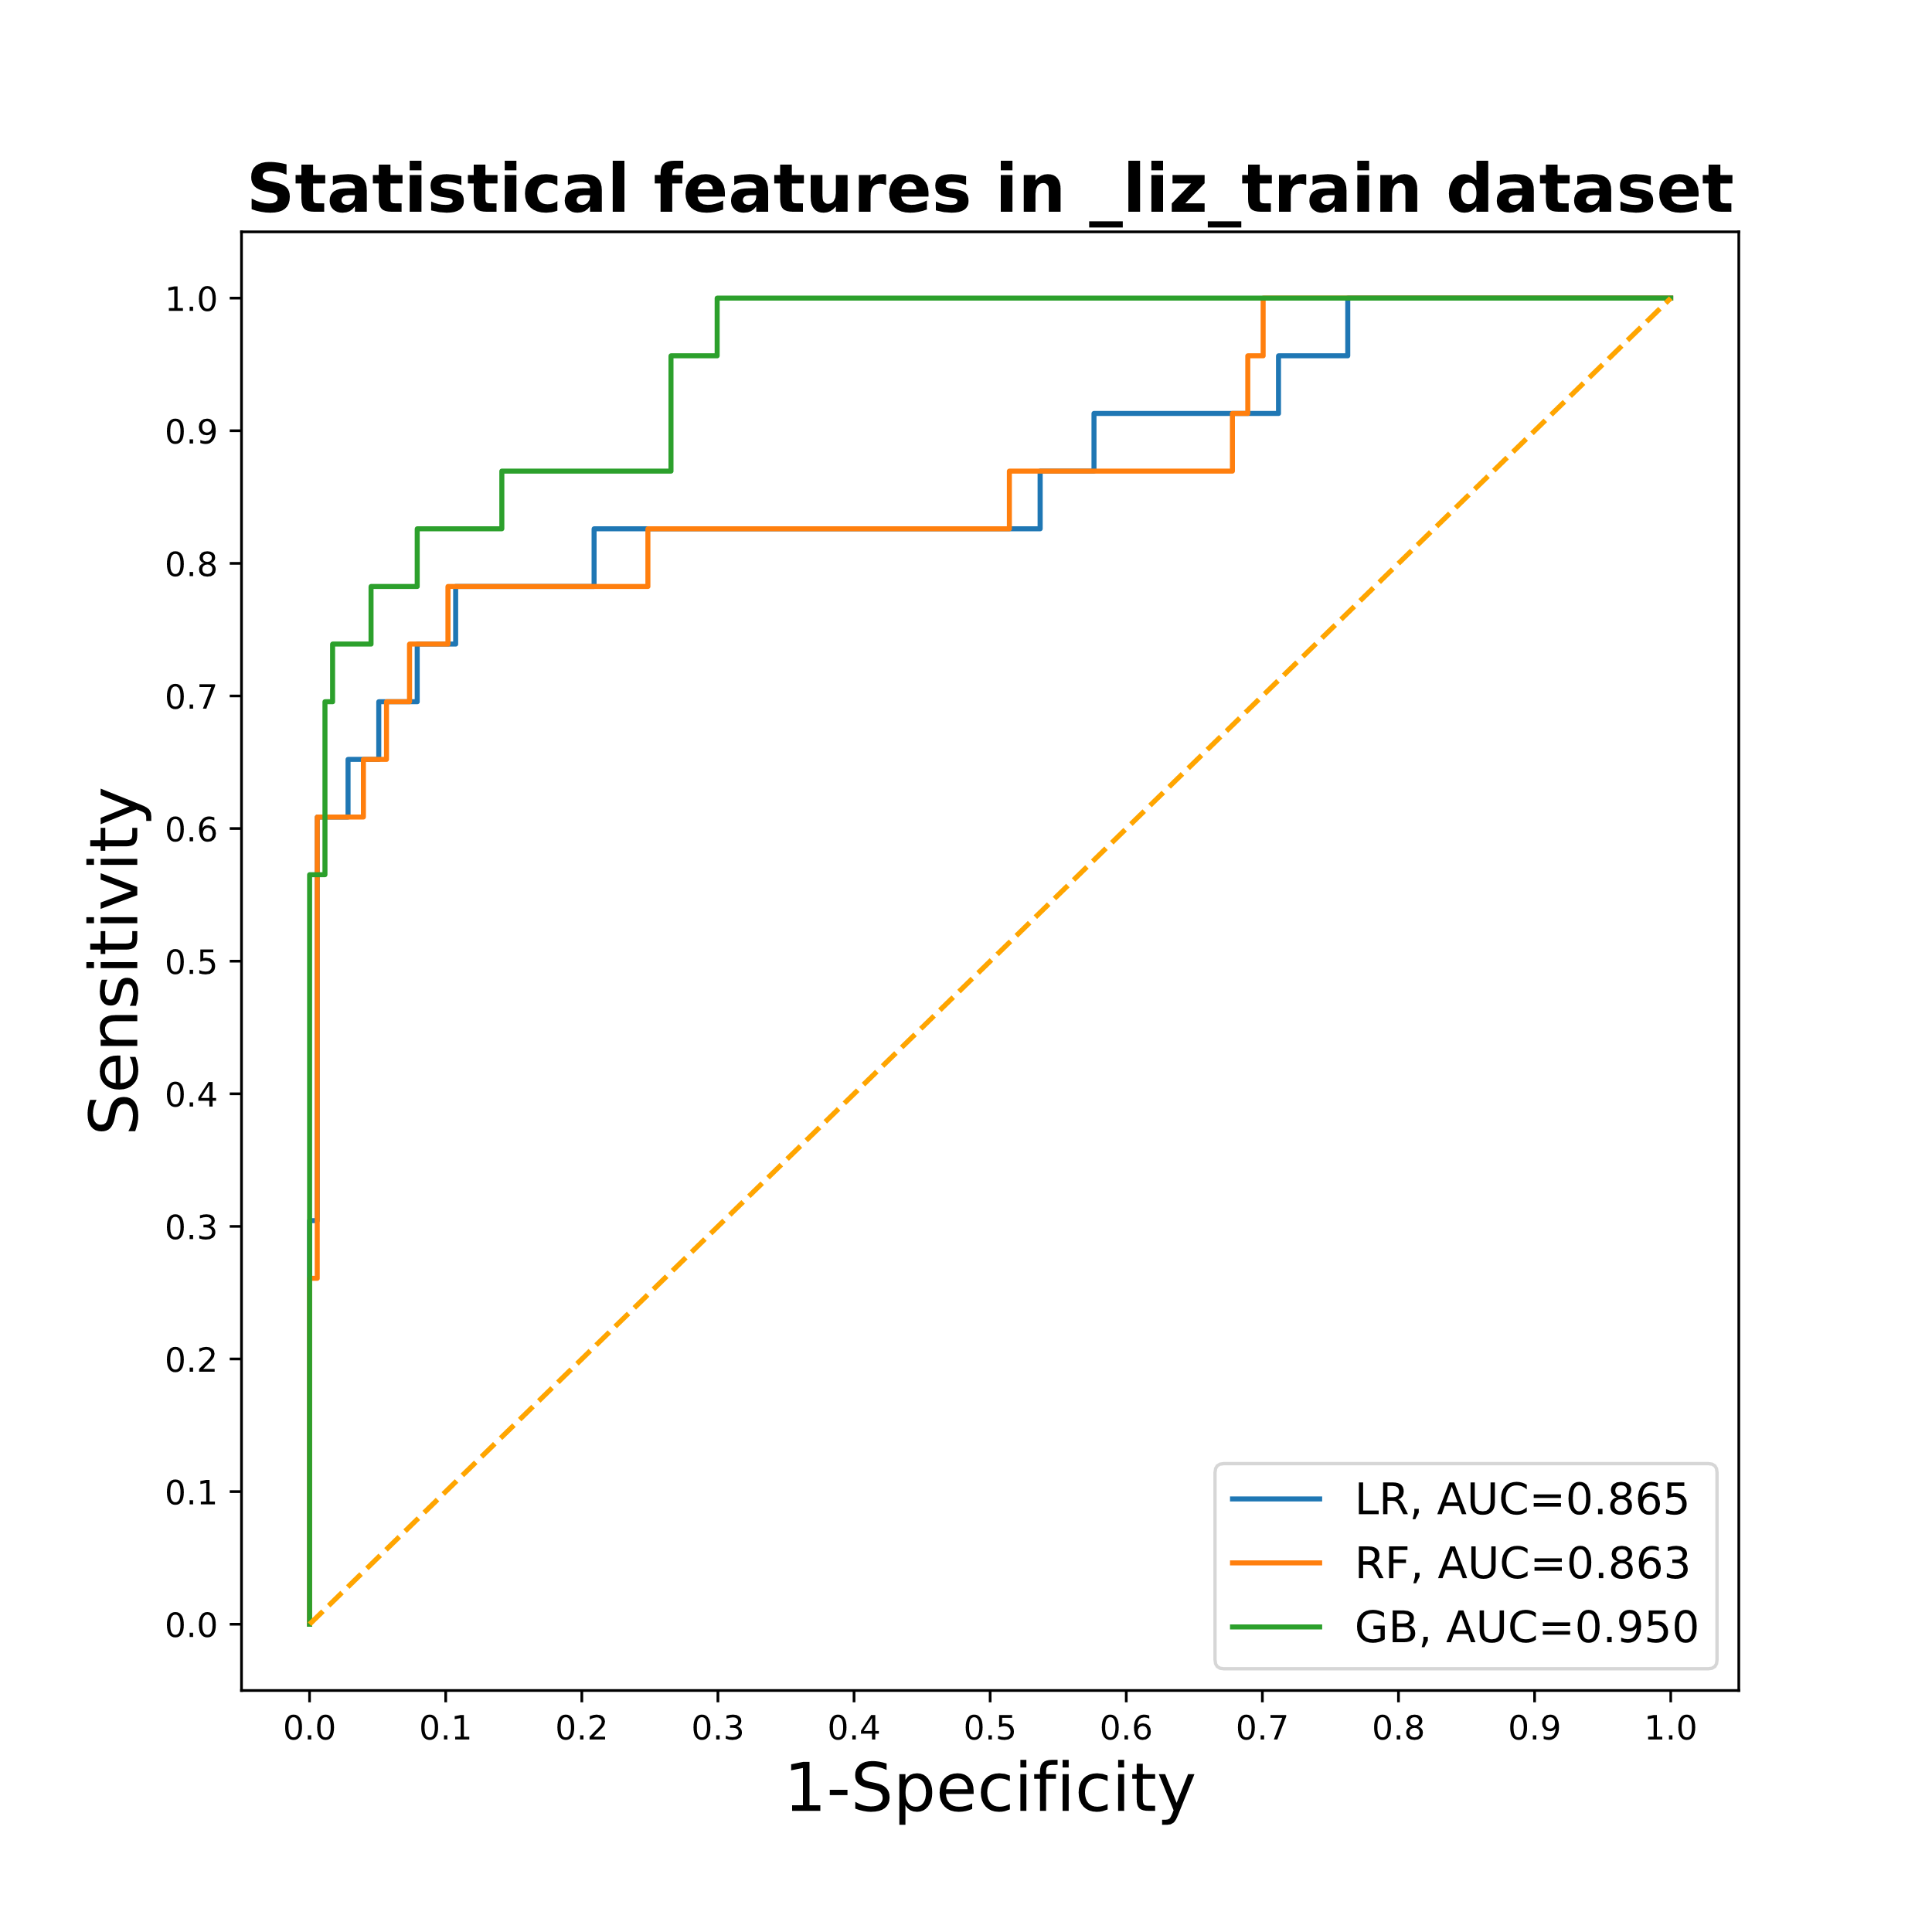 Statistical features in _liz_train dataset
1.0
0.9
0.8
0.7
0.6
0.5
0.4
0.3
0.2
0.1
0.0
Sensitivity
LR, AUC=0.865
RF, AUC=0.863
GB, AUC=0.950
0.0 0.1 0.2 0.3 0.4 0.5 0.6 0.7 0.8 0.9 1.0
1-Specificity